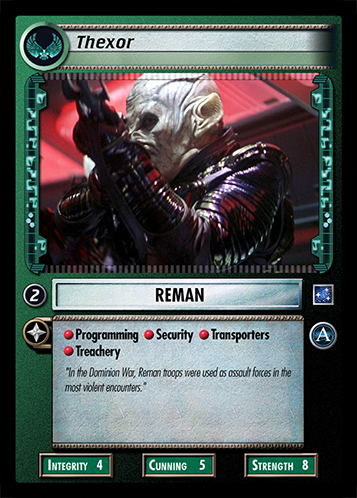 Thexor
2
REMAN
Programming Security Transporters
Treachery
A
"In the Dominion War, Reman troops were used as assault forces in the
most violent encounters."
INTEGRITY 4 CUNNING 5 STRENGTH 8